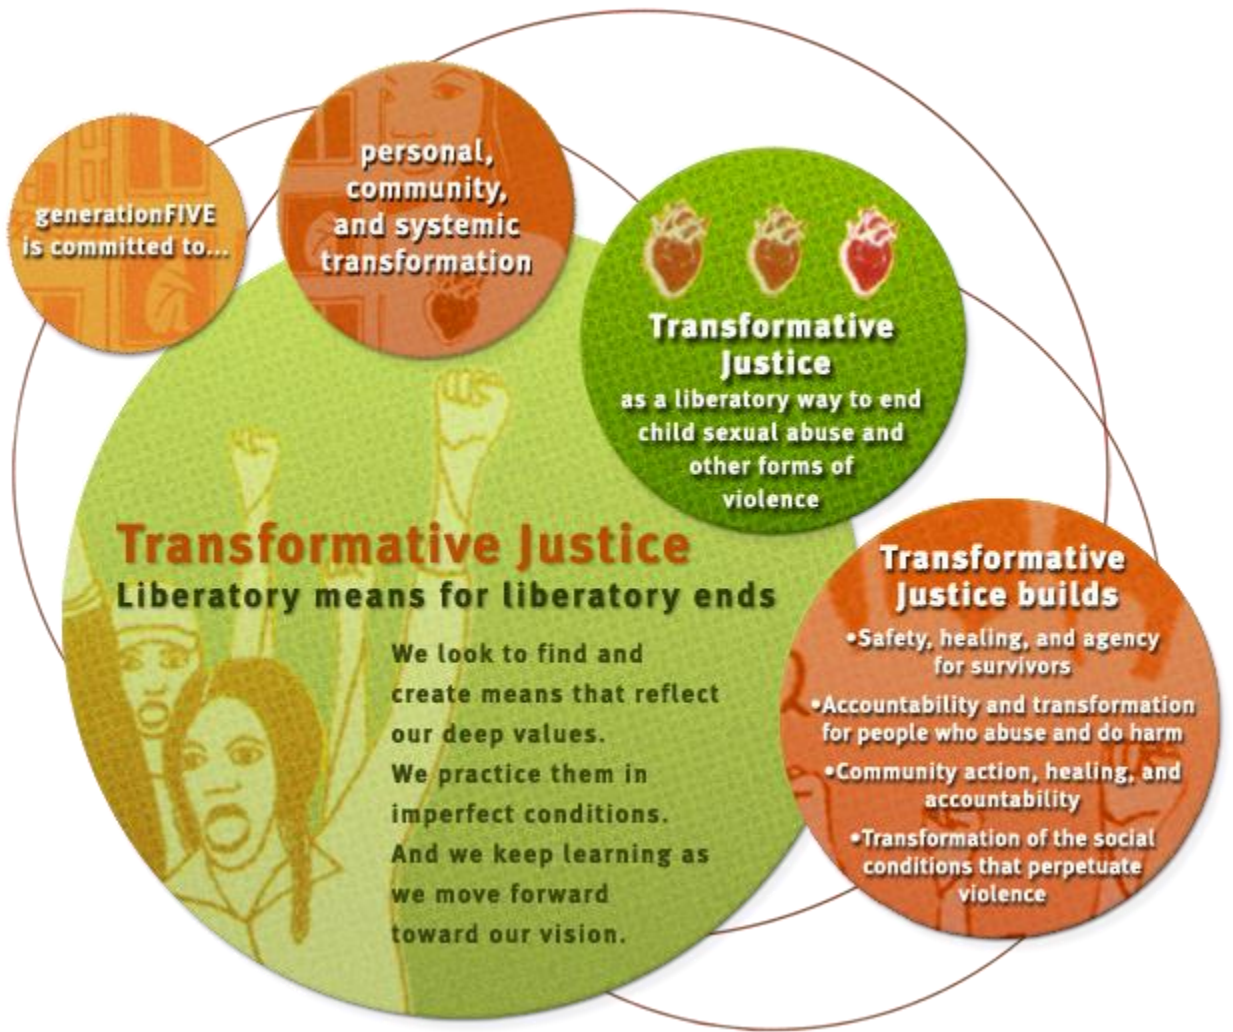 generationFIVE
is committed to...
personal,
community,
and systemic
transformation
Transformative
Justice
as a liberatory way to end
child sexual abuse and
other forms of
violence
Transformative Justice
Liberatory means for liberatory ends
We look to find and
create means that reflect
our deep values.
We practice them in
imperfect conditions.
And we keep learning as
we move forward
toward our vision.
Transformative
Justice builds
•Safety, healing, and agency
for survivors
•Accountability and transformation
for people who abuse and do harm
•Community action, healing, and
accountability
•Transformation of the social
conditions that perpetuate
violence